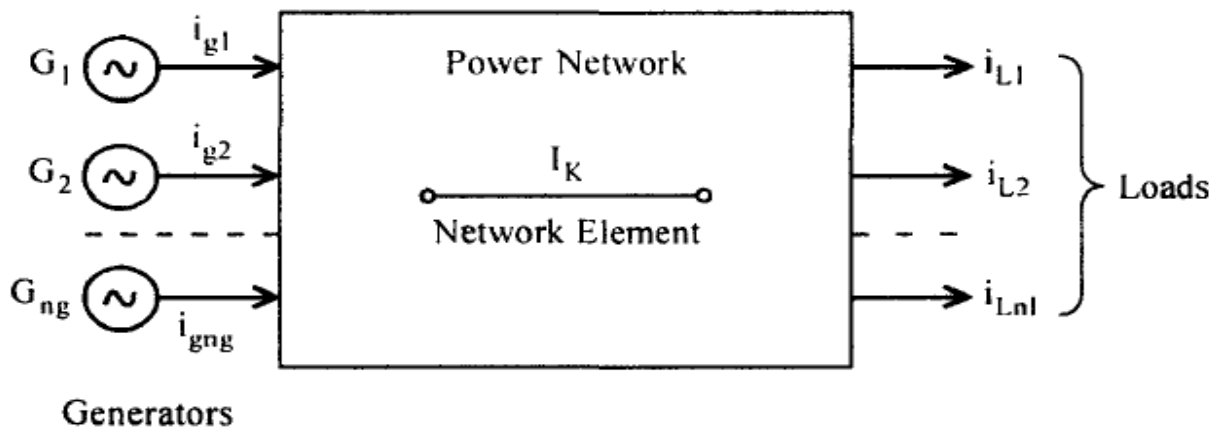 G1 ig1 Power Network iL1
G2 ig2 IK iL2 Loads
Network Element
Gng igng iLnl
Generators